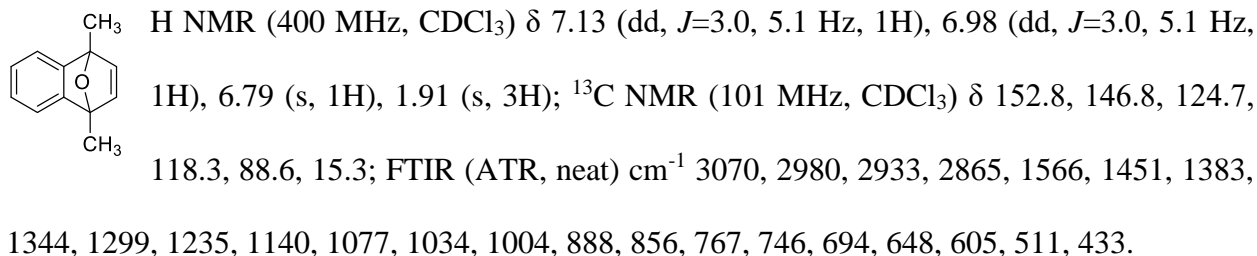 CH₃ H NMR (400 MHz, CDCl₃) δ 7.13 (dd, J=3.0, 5.1 Hz, 1H), 6.98 (dd, J=3.0, 5.1 Hz,
O 1H), 6.79 (s, 1H), 1.91 (s, 3H); ¹³C NMR (101 MHz, CDCl₃) δ 152.8, 146.8, 124.7,
CH₃ 118.3, 88.6, 15.3; FTIR (ATR, neat) cm⁻¹ 3070, 2980, 2933, 2865, 1566, 1451, 1383,
1344, 1299, 1235, 1140, 1077, 1034, 1004, 888, 856, 767, 746, 694, 648, 605, 511, 433.